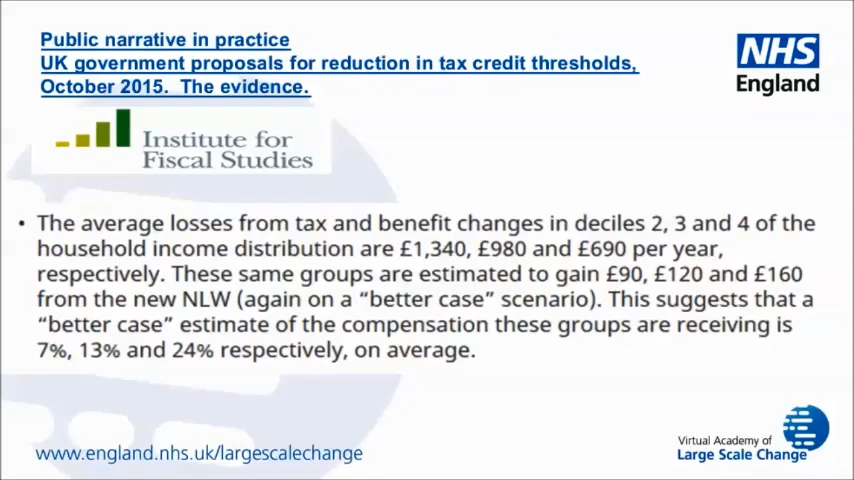 Public narrative in practice
UK government proposals for reduction in tax credit thresholds,
October 2015.  The evidence.
NHS
England
Institute for
Fiscal Studies
• The average losses from tax and benefit changes in deciles 2, 3 and 4 of the
household income distribution are £1,340, £980 and £690 per year,
respectively. These same groups are estimated to gain £90, £120 and £160
from the new NLW (again on a “better case” scenario). This suggests that a
“better case” estimate of the compensation these groups are receiving is
7%, 13% and 24% respectively, on average.
www.england.nhs.uk/largescalechange
Virtual Academy of
Large Scale Change